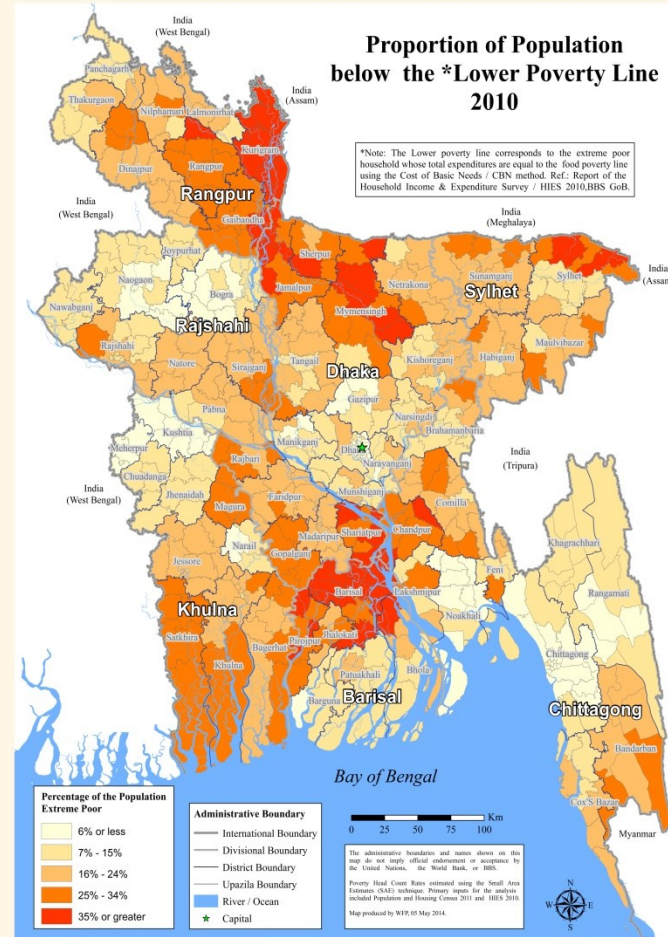 Proportion of Population
below the *Lower Poverty Line
2010
*Note: The Lower poverty line corresponds to the extreme poor
household whose total expenditures are equal to the food poverty line
using the Cost of Basic Needs / CBN method. Ref.: Report of the
Household Income & Expenditure Survey / HIES 2010,BBS GoB.
India
(West Bengal)
India
(West Bengal)
India
(Assam)
Panchagarh
Thakurgaon
Nilphamari
Lalmonirhat
Kurigram
Dinajpur
Rangpur
Rangpur
Gaibandha
India
(West Bengal)
India
(Meghalaya)
Joypurhat
Sherpur
Naogaon
Bogra
Jamalpur
Netrakona
Sunamganj
Sylhet
Sylhet
India
(Assam)
Nawabganj
Rajshahi
Mymensingh
Rajshahi
Maulvibazar
Kishoreganj
Habiganj
Natore
Sirajganj
Tangail
Dhaka
Gazipur
Pabna
Narsingdi
Brahamanbaria
Kushtia
Manikganj
Dhaka
Meherpur
Rajbari
Narayanganj
India
(Tripura)
Chuadanga
Jhenaidah
Munshiganj
India
(West Bengal)
Magura
Faridpur
Comilla
Shariatpur
Chandpur
Narail
Madaripur
Khagrachhari
Jessore
Gopalganj
Feni
Rangamati
Barisal
Lakshmipur
Khulna
Noakhali
Satkhira
Khulna
Bagerhat
Pirojpur
Jhalokati
Chittagong
Patuakhali
Bhola
Barguna
Barisal
Chittagong
Bandarban
Bay of Bengal
Cox'S Bazar
Myanmar
Percentage of the Population
Extreme Poor
6% or less
7% - 15%
16% - 24%
25% - 34%
35% or greater
Administrative Boundary
International Boundary
Divisional Boundary
District Boundary
Upazila Boundary
River / Ocean
Capital
Km
0 25 50 75 100
The administrative boundaries and names shown on this
map do not imply official endorsement or acceptance by
the United Nations, the World Bank, or BBS.
Poverty Head Count Rates estimated using the Small Area
Estimates (SAE) technique. Primary inputs for the analysis
included Population and Housing Census 2011 and HIES 2010.
Map produced by WFP, 05 May 2014.
N
W
E
S